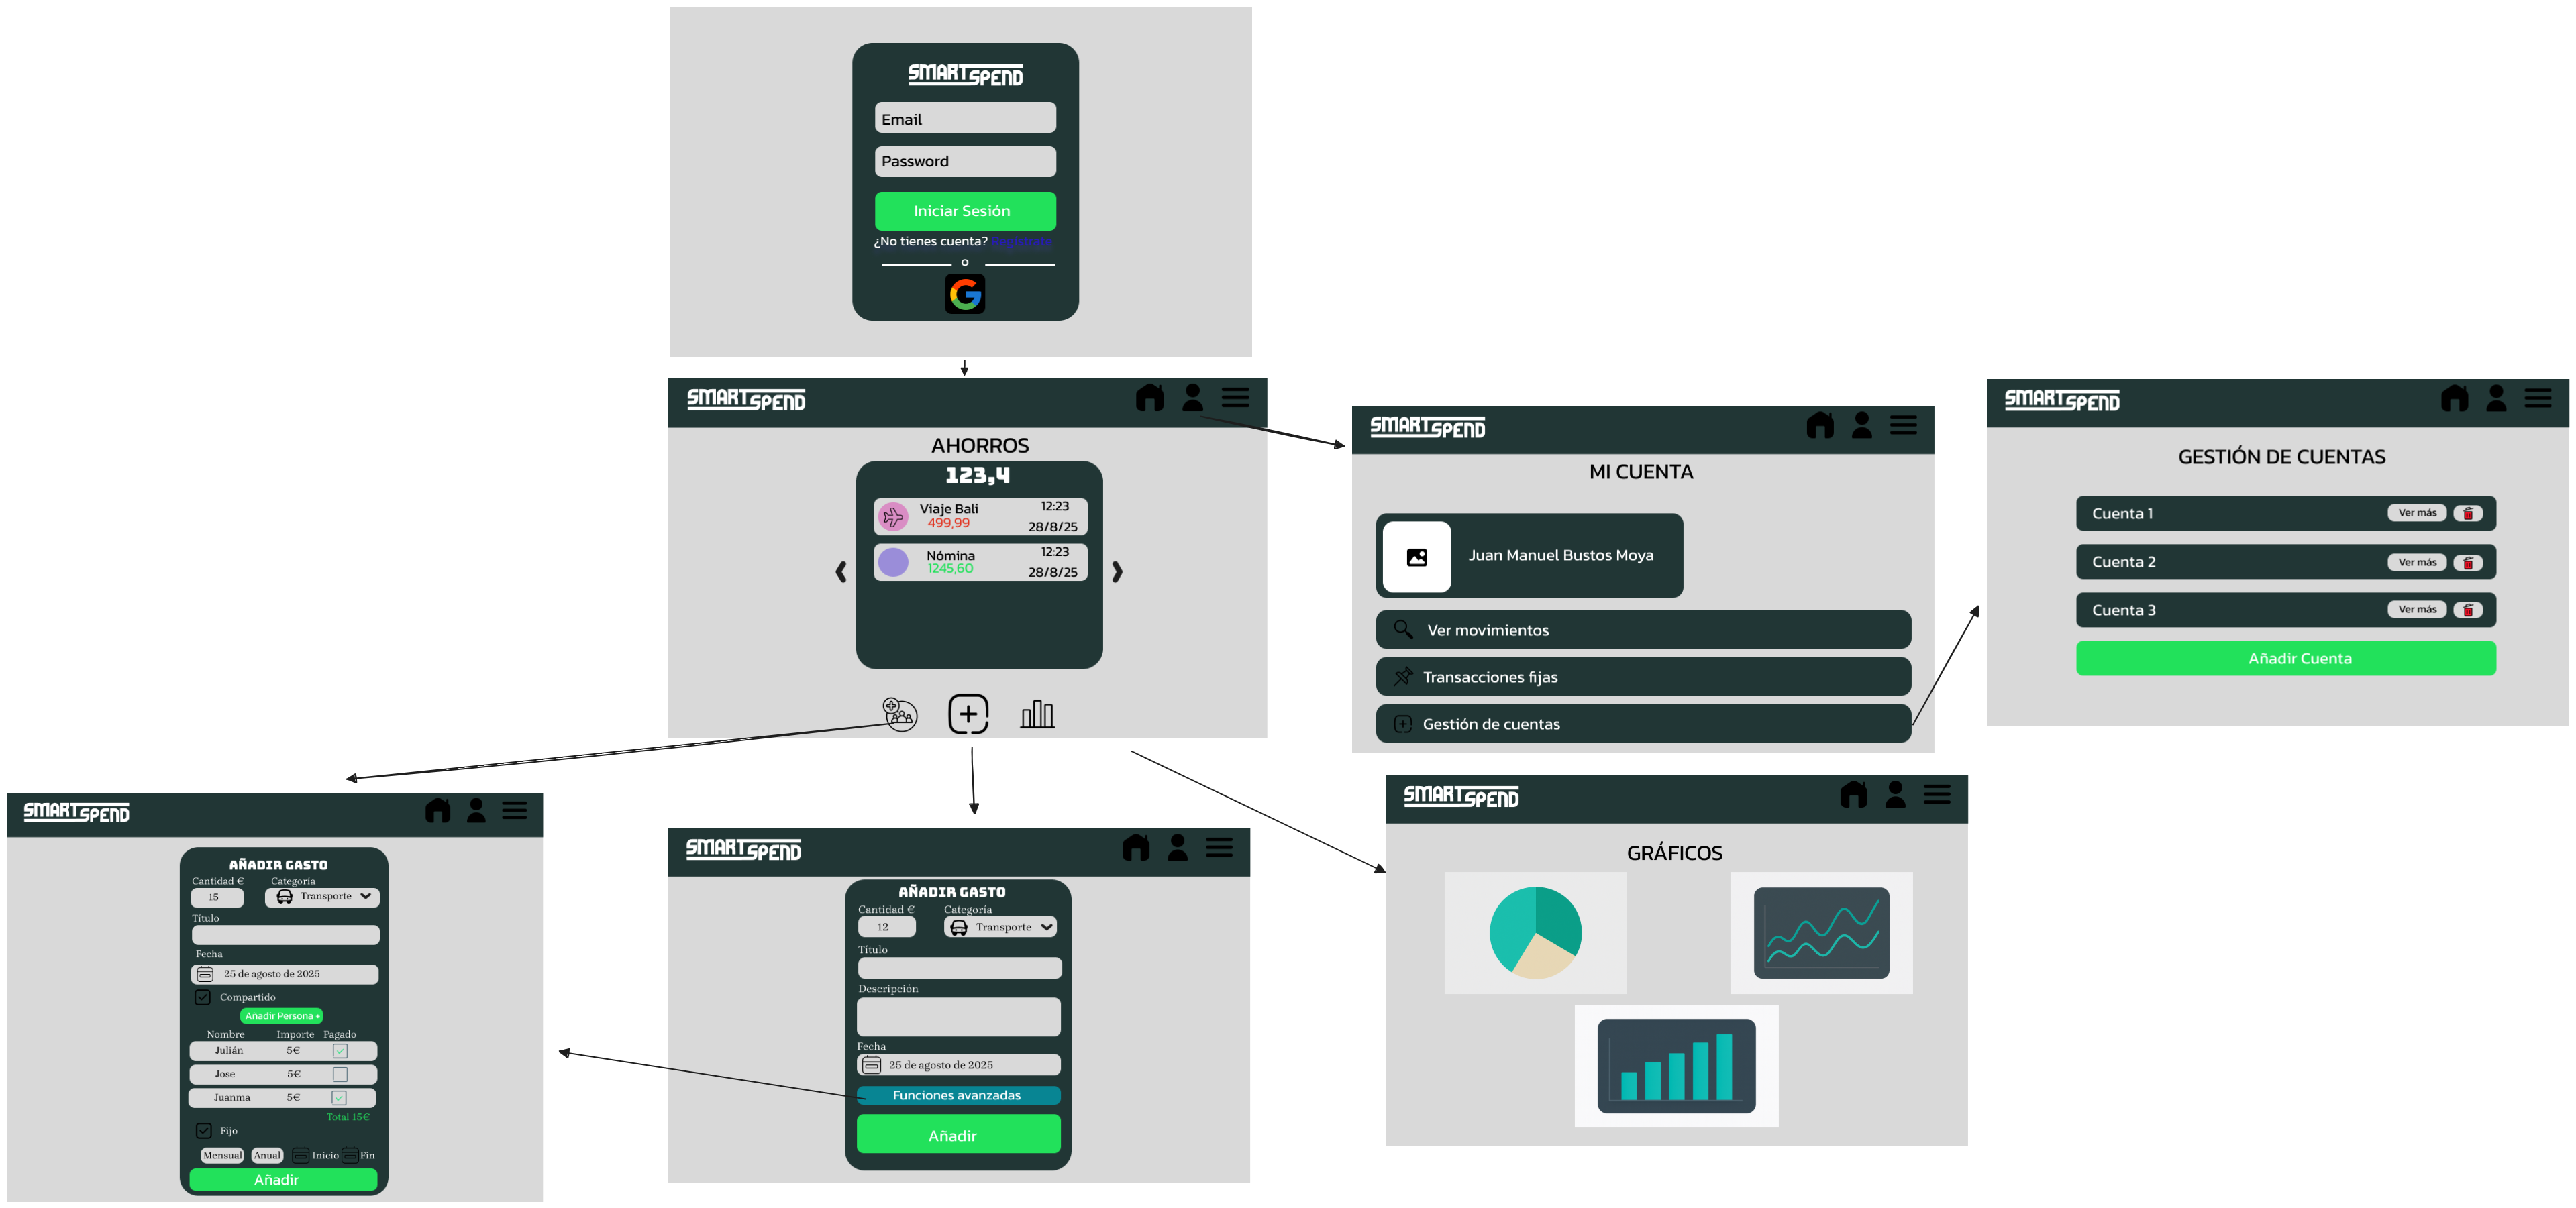 SMARTSPEND
Email
Password
Iniciar Sesión
¿No tienes cuenta? Regístrate
o
SMARTSPEND
AHORROS
123,4
Viaje Bali
499,99
12:23
28/8/25
Nómina
1245,60
12:23
28/8/25
SMARTSPEND
MI CUENTA
Juan Manuel Bustos Moya
Ver movimientos
Transacciones fijas
Gestión de cuentas
SMARTSPEND
GESTIÓN DE CUENTAS
Cuenta 1 Ver más
Cuenta 2 Ver más
Cuenta 3 Ver más
Añadir Cuenta
SMARTSPEND
AÑADIR GASTO
Cantidad € Categoría
15 Transporte
Título
Fecha
25 de agosto de 2025
Compartido
Añadir Persona +
Nombre Importe Pagado
Julián 5€
Jose 5€
Juanma 5€
Total 15€
Fijo
Mensual Anual Inicio Fin
Añadir
SMARTSPEND
AÑADIR GASTO
Cantidad € Categoría
12 Transporte
Título
Descripción
Fecha
25 de agosto de 2025
Funciones avanzadas
Añadir
SMARTSPEND
GRÁFICOS